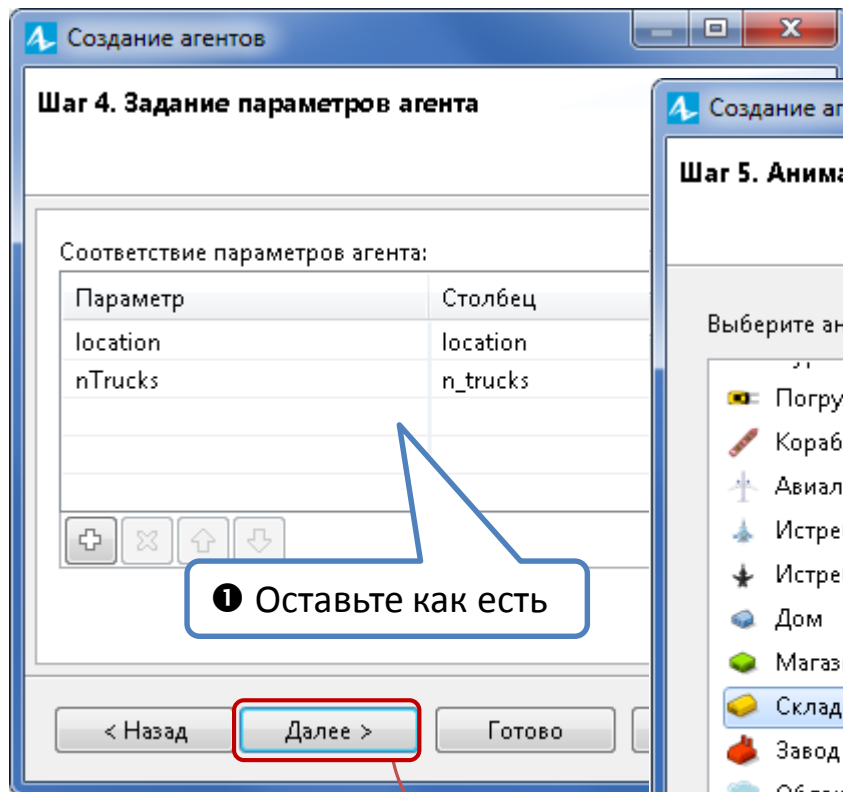 Создание агентов
Шаг 4. Задание параметров агента
Соответствие параметров агента:
Параметр Столбец
location location
nTrucks n_trucks
❶ Оставьте как есть
< Назад Далее > Готово
Создание аг
Шаг 5. Анима
Выберите ан
Погру
Кораб
Авиал
Истре
Истре
Дом
Магаз
Склад
Завод